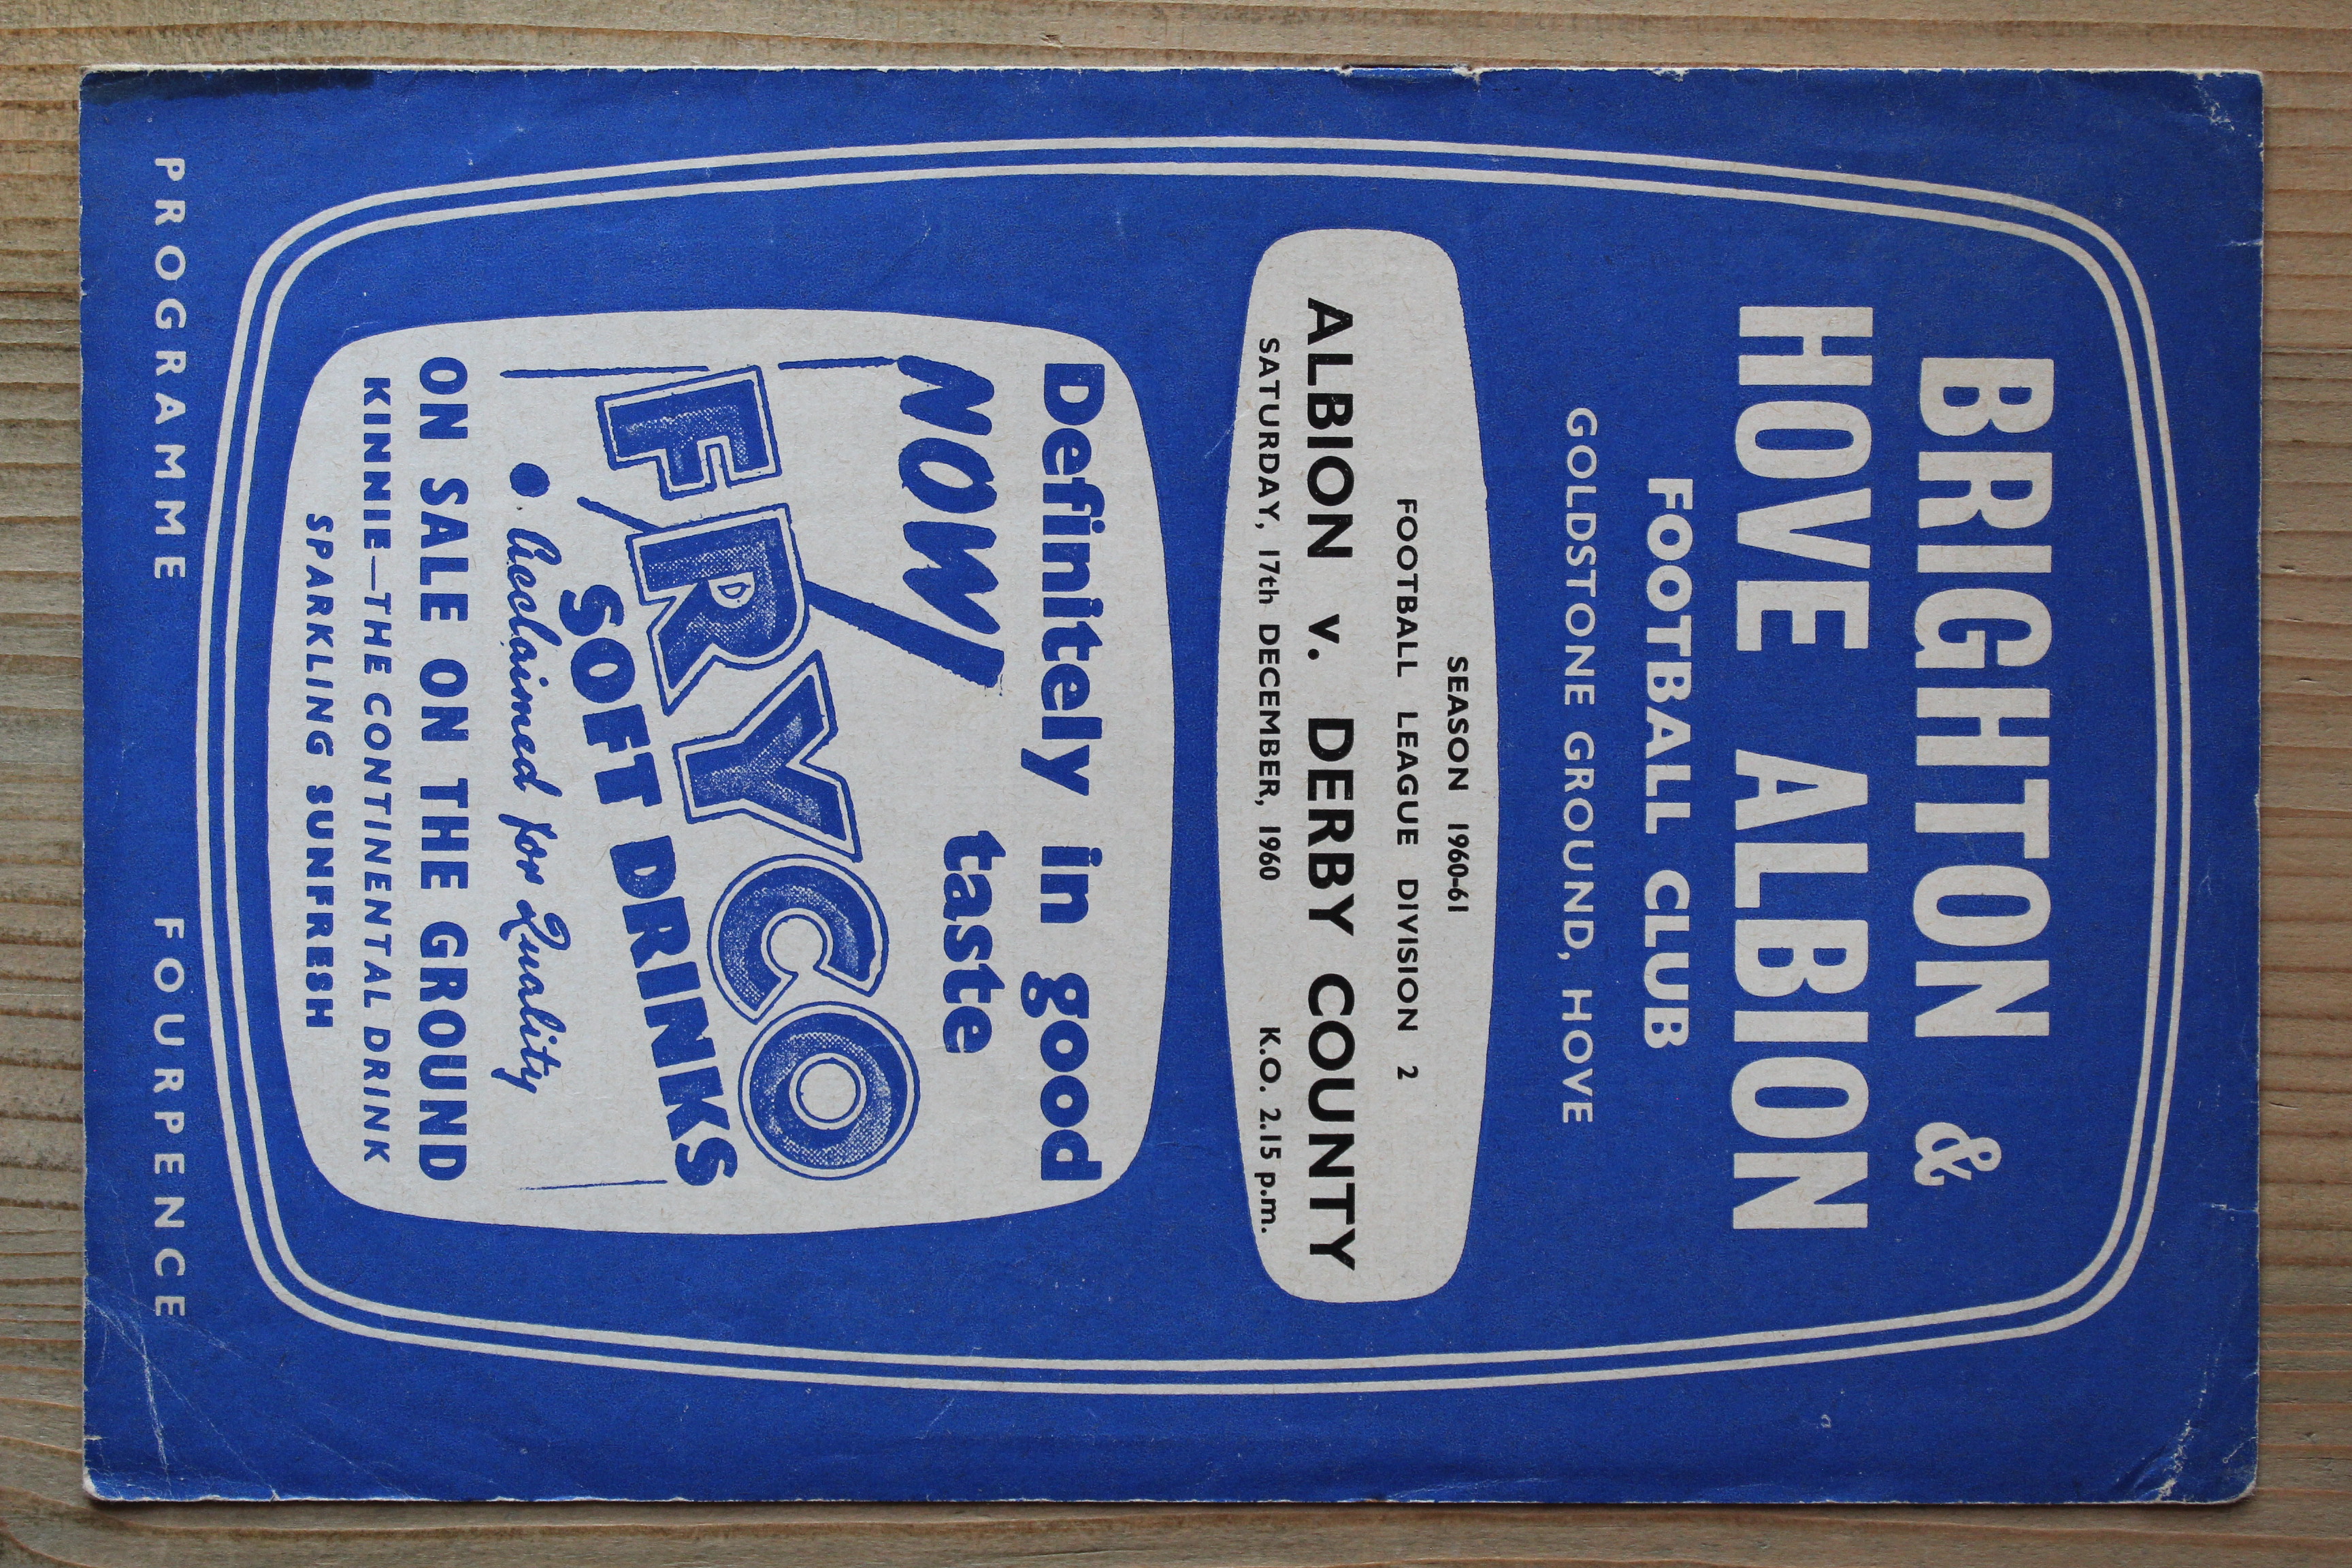 BRIGHTON &
HOVE ALBION
FOOTBALL CLUB
GOLDSTONE GROUND, HOVE
SEASON 1960-61
FOOTBALL LEAGUE DIVISION 2
ALBION v. DERBY COUNTY
SATURDAY, 17th DECEMBER, 1960 K.O. 2.15 p.m.
Definitely in good
taste
NOW
FRYCO
SOFT DRINKS
• Acclaimed for Quality
ON SALE ON THE GROUND
KINNIE—THE CONTINENTAL DRINK
SPARKLING SUNFRESH
PROGRAMME FOURPENCE